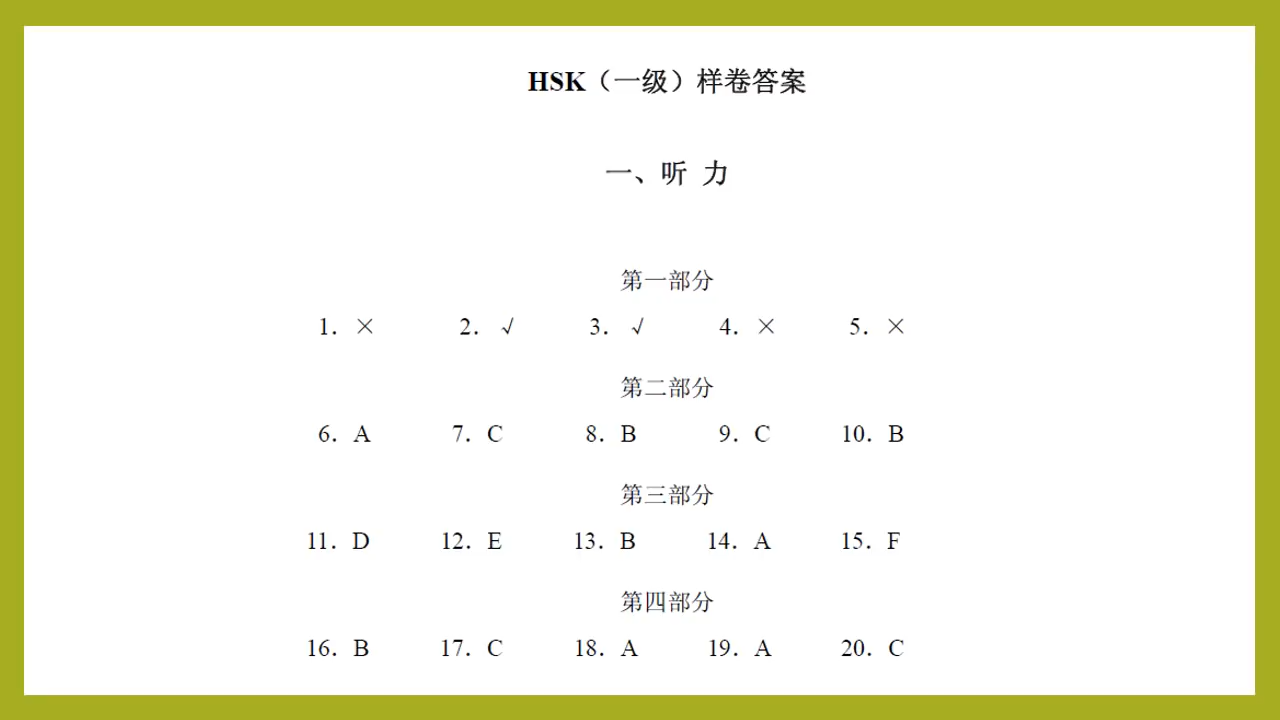 HSK（一级）样卷答案
一、听 力
第一部分
1. × 2. √ 3. √ 4. × 5. ×
第二部分
6. A 7. C 8. B 9. C 10. B
第三部分
11. D 12. E 13. B 14. A 15. F
第四部分
16. B 17. C 18. A 19. A 20. C